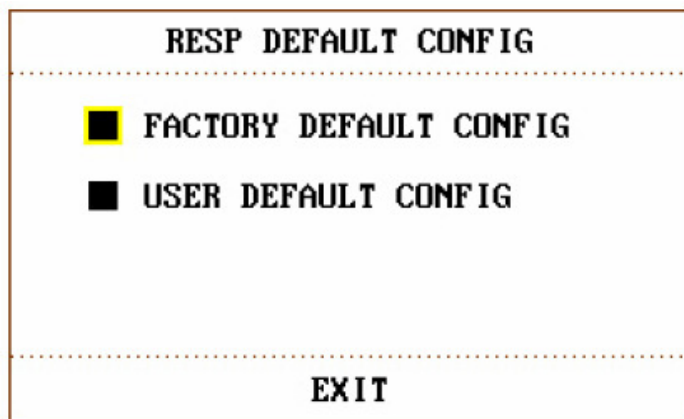 RESP DEFAULT CONFIG
FACTORY DEFAULT CONFIG
USER DEFAULT CONFIG
EXIT